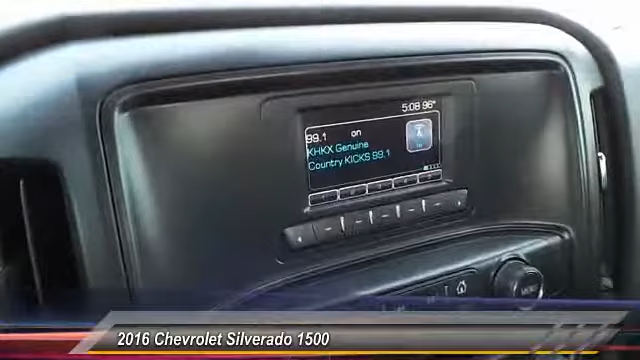 5:08 96°
99.1 on
KHKX Genuine
Country KICKS 99.1
2016 Chevrolet Silverado 1500